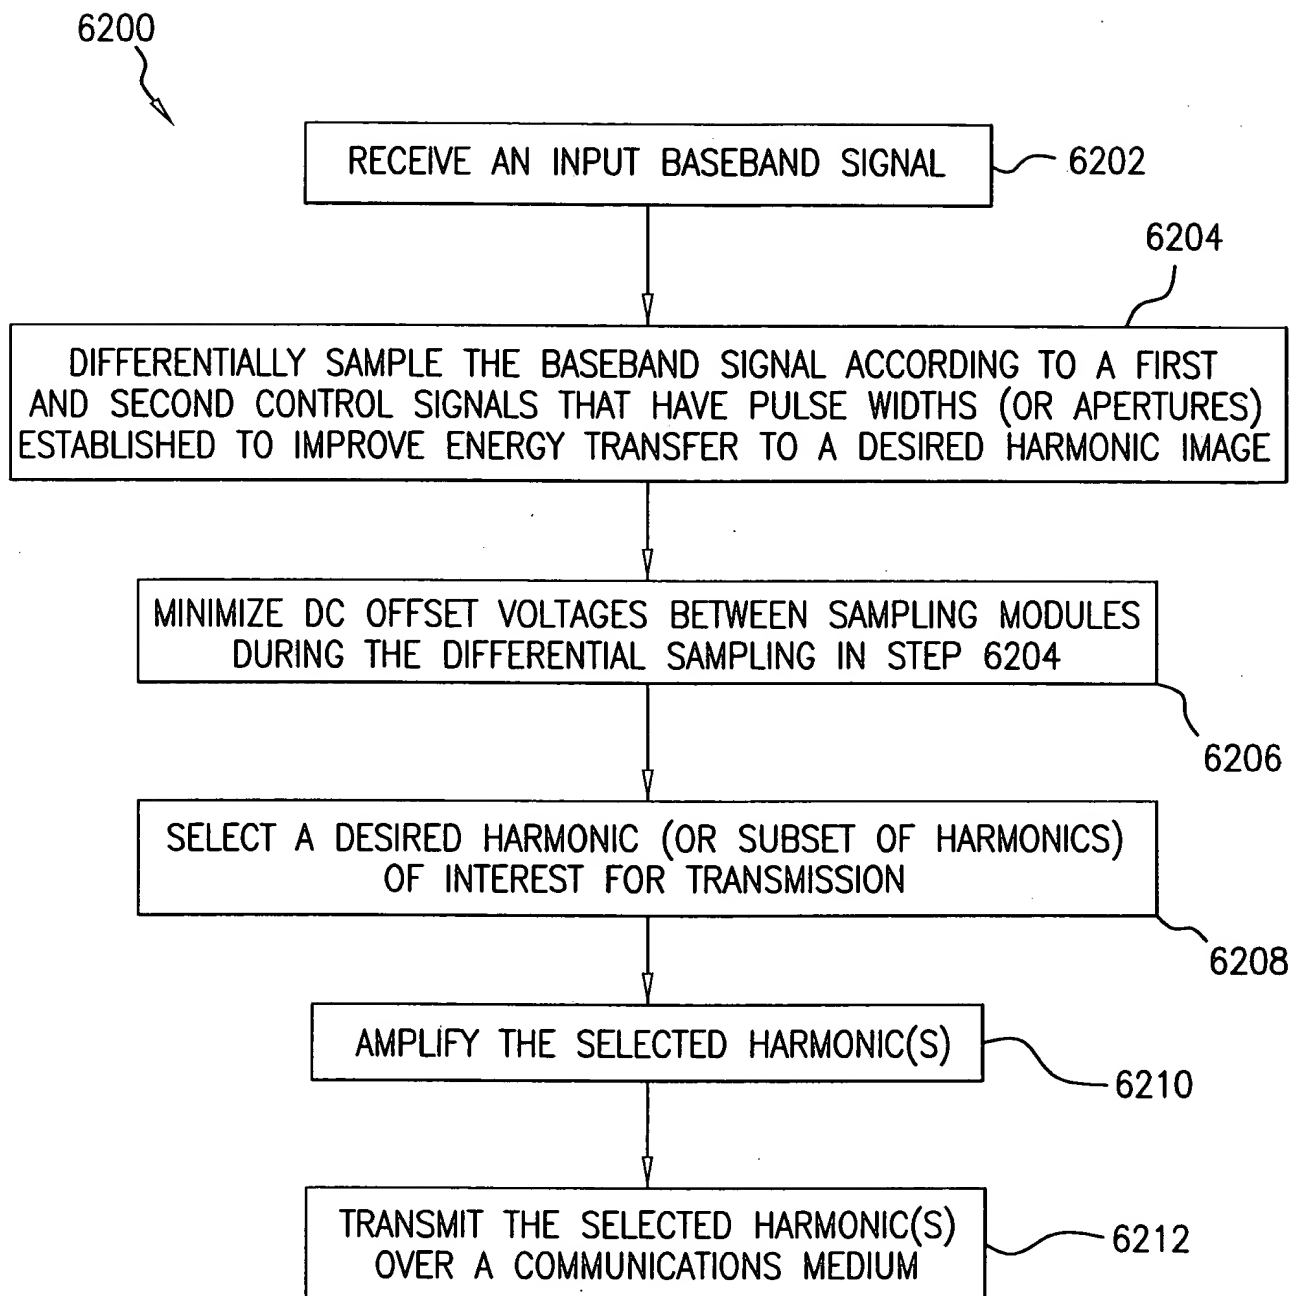 6200
RECEIVE AN INPUT BASEBAND SIGNAL
6202
6204
DIFFERENTIALLY SAMPLE THE BASEBAND SIGNAL ACCORDING TO A FIRST
AND SECOND CONTROL SIGNALS THAT HAVE PULSE WIDTHS (OR APERTURES)
ESTABLISHED TO IMPROVE ENERGY TRANSFER TO A DESIRED HARMONIC IMAGE
MINIMIZE DC OFFSET VOLTAGES BETWEEN SAMPLING MODULES
DURING THE DIFFERENTIAL SAMPLING IN STEP 6204
6206
SELECT A DESIRED HARMONIC (OR SUBSET OF HARMONICS)
OF INTEREST FOR TRANSMISSION
6208
AMPLIFY THE SELECTED HARMONIC(S)
6210
TRANSMIT THE SELECTED HARMONIC(S)
OVER A COMMUNICATIONS MEDIUM
6212